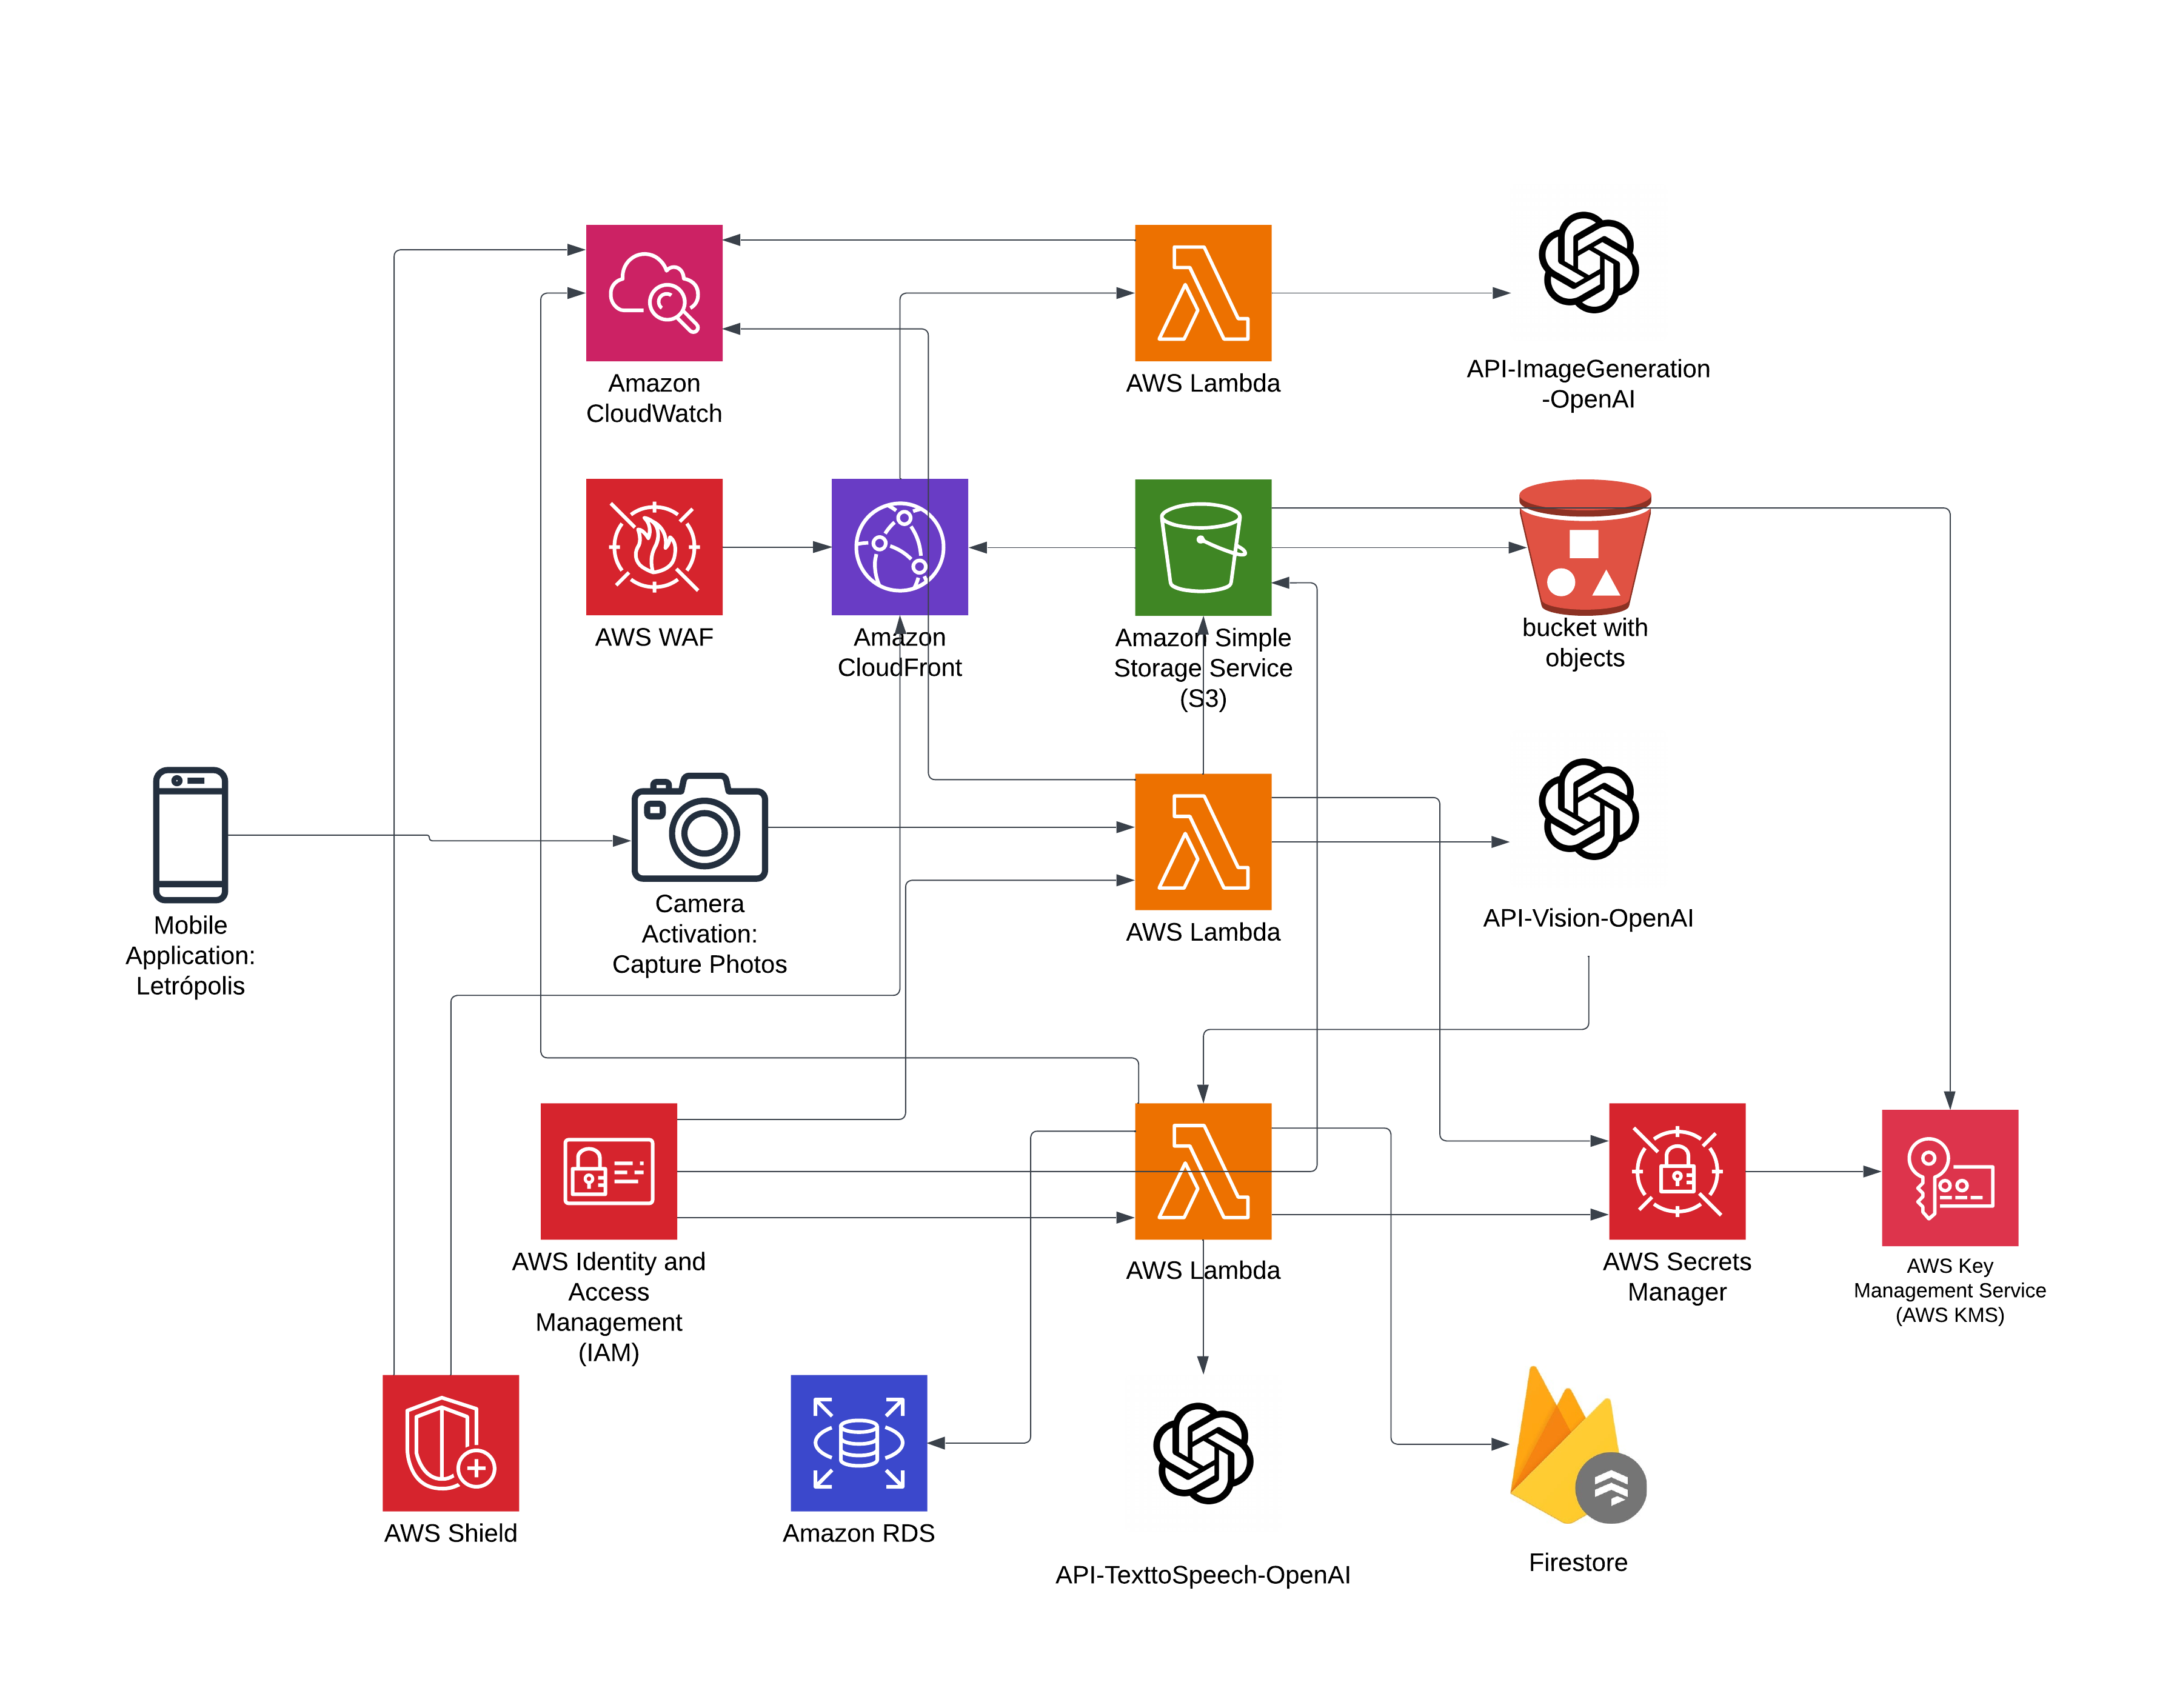 Amazon
CloudWatch
AWS Lambda
API-ImageGeneration
-OpenAI
AWS WAF
Amazon
CloudFront
Amazon Simple
Storage Service
(S3)
bucket with
objects
Mobile
Application:
Letrópolis
Camera
Activation:
Capture Photos
AWS Lambda
API-Vision-OpenAI
AWS Identity and
Access
Management
(IAM)
AWS Lambda
AWS Secrets
Manager
AWS Key
Management Service
(AWS KMS)
AWS Shield
Amazon RDS
API-TexttoSpeech-OpenAI
Firestore